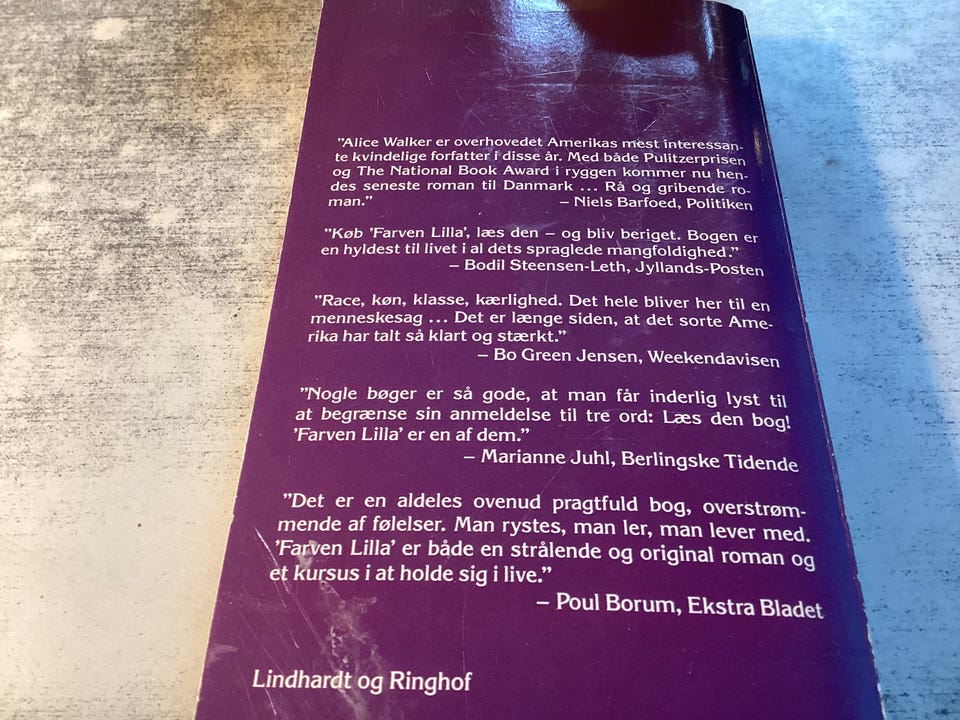 ”Alice Walker er overhovedet Amerikas mest interessan-
te kvindelige forfatter i disse år. Med både Pulitzerprisen
og The National Book Award i ryggen kommer nu hen-
des seneste roman til Danmark ... Rå og gribende ro-
man.” – Niels Barfoed, Politiken
”Køb ’Farven Lilla’, læs den – og bliv beriget. Bogen er
en hyldest til livet i al dets spraglede mangfoldighed.”
– Bodil Steensen-Leth, Jyllands-Posten
”Race, køn, klasse, kærlighed. Det hele bliver her til en
menneskesag ... Det er længe siden, at det sorte Ame-
rika har talt så klart og stærkt.”
– Bo Green Jensen, Weekendavisen
”Nogle bøger er så gode, at man får inderlig lyst til
at begrænse sin anmeldelse til tre ord: Læs den bog!
’Farven Lilla’ er en af dem.”
– Marianne Juhl, Berlingske Tidende
”Det er en aldeles ovenud pragtfuld bog, overstrøm-
mende af følelser. Man rystes, man ler, man lever med.
’Farven Lilla’ er både en strålende og original roman og
et kursus i at holde sig i live.”
– Poul Borum, Ekstra Bladet
Lindhardt og Ringhof